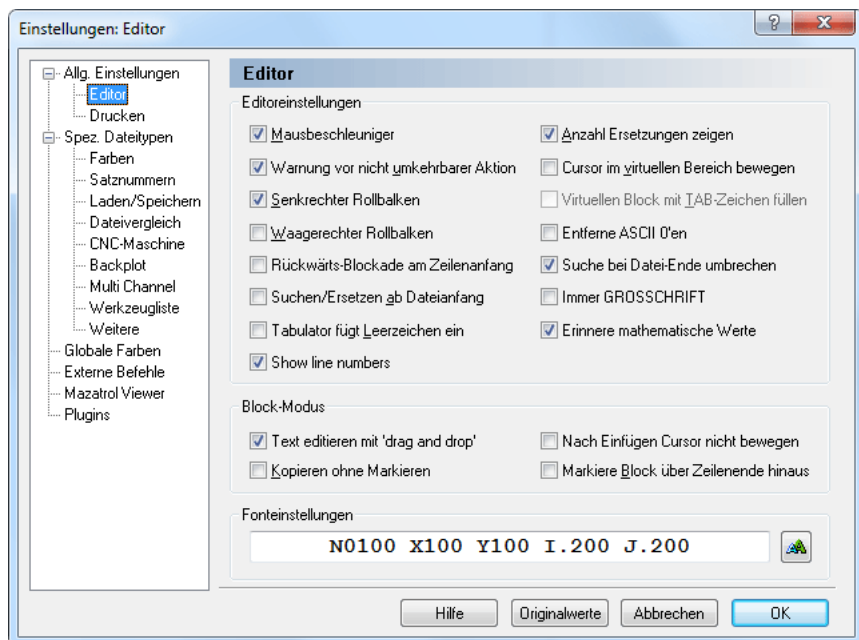 Einstellungen: Editor
Allg. Einstellungen
Editor
Drucken
Spez. Dateitypen
Farben
Satznummern
Laden/Speichern
Dateivergleich
CNC-Maschine
Backplot
Multi Channel
Werkzeugliste
Weitere
Globale Farben
Externe Befehle
Mazatrol Viewer
Plugins
Editor
Editoreinstellungen
Mausbeschleuniger
Warnung vor nicht umkehrbarer Aktion
Senkrechter Rollbalken
Waagerechter Rollbalken
Rückwärts-Blockade am Zeilenanfang
Suchen/Ersetzen ab Dateianfang
Tabulator fügt Leerzeichen ein
Show line numbers
Anzahl Ersetzungen zeigen
Cursor im virtuellen Bereich bewegen
Virtuellen Block mit TAB-Zeichen füllen
Entferne ASCII 0'en
Suche bei Datei-Ende umbrechen
Immer GROSSCHRIFT
Erinnere mathematische Werte
Block-Modus
Text editieren mit 'drag and drop'
Kopieren ohne Markieren
Nach Einfügen Cursor nicht bewegen
Markiere Block über Zeilenende hinaus
Fonteinstellungen
N0100 X100 Y100 I.200 J.200
Hilfe
Originalwerte
Abbrechen
OK